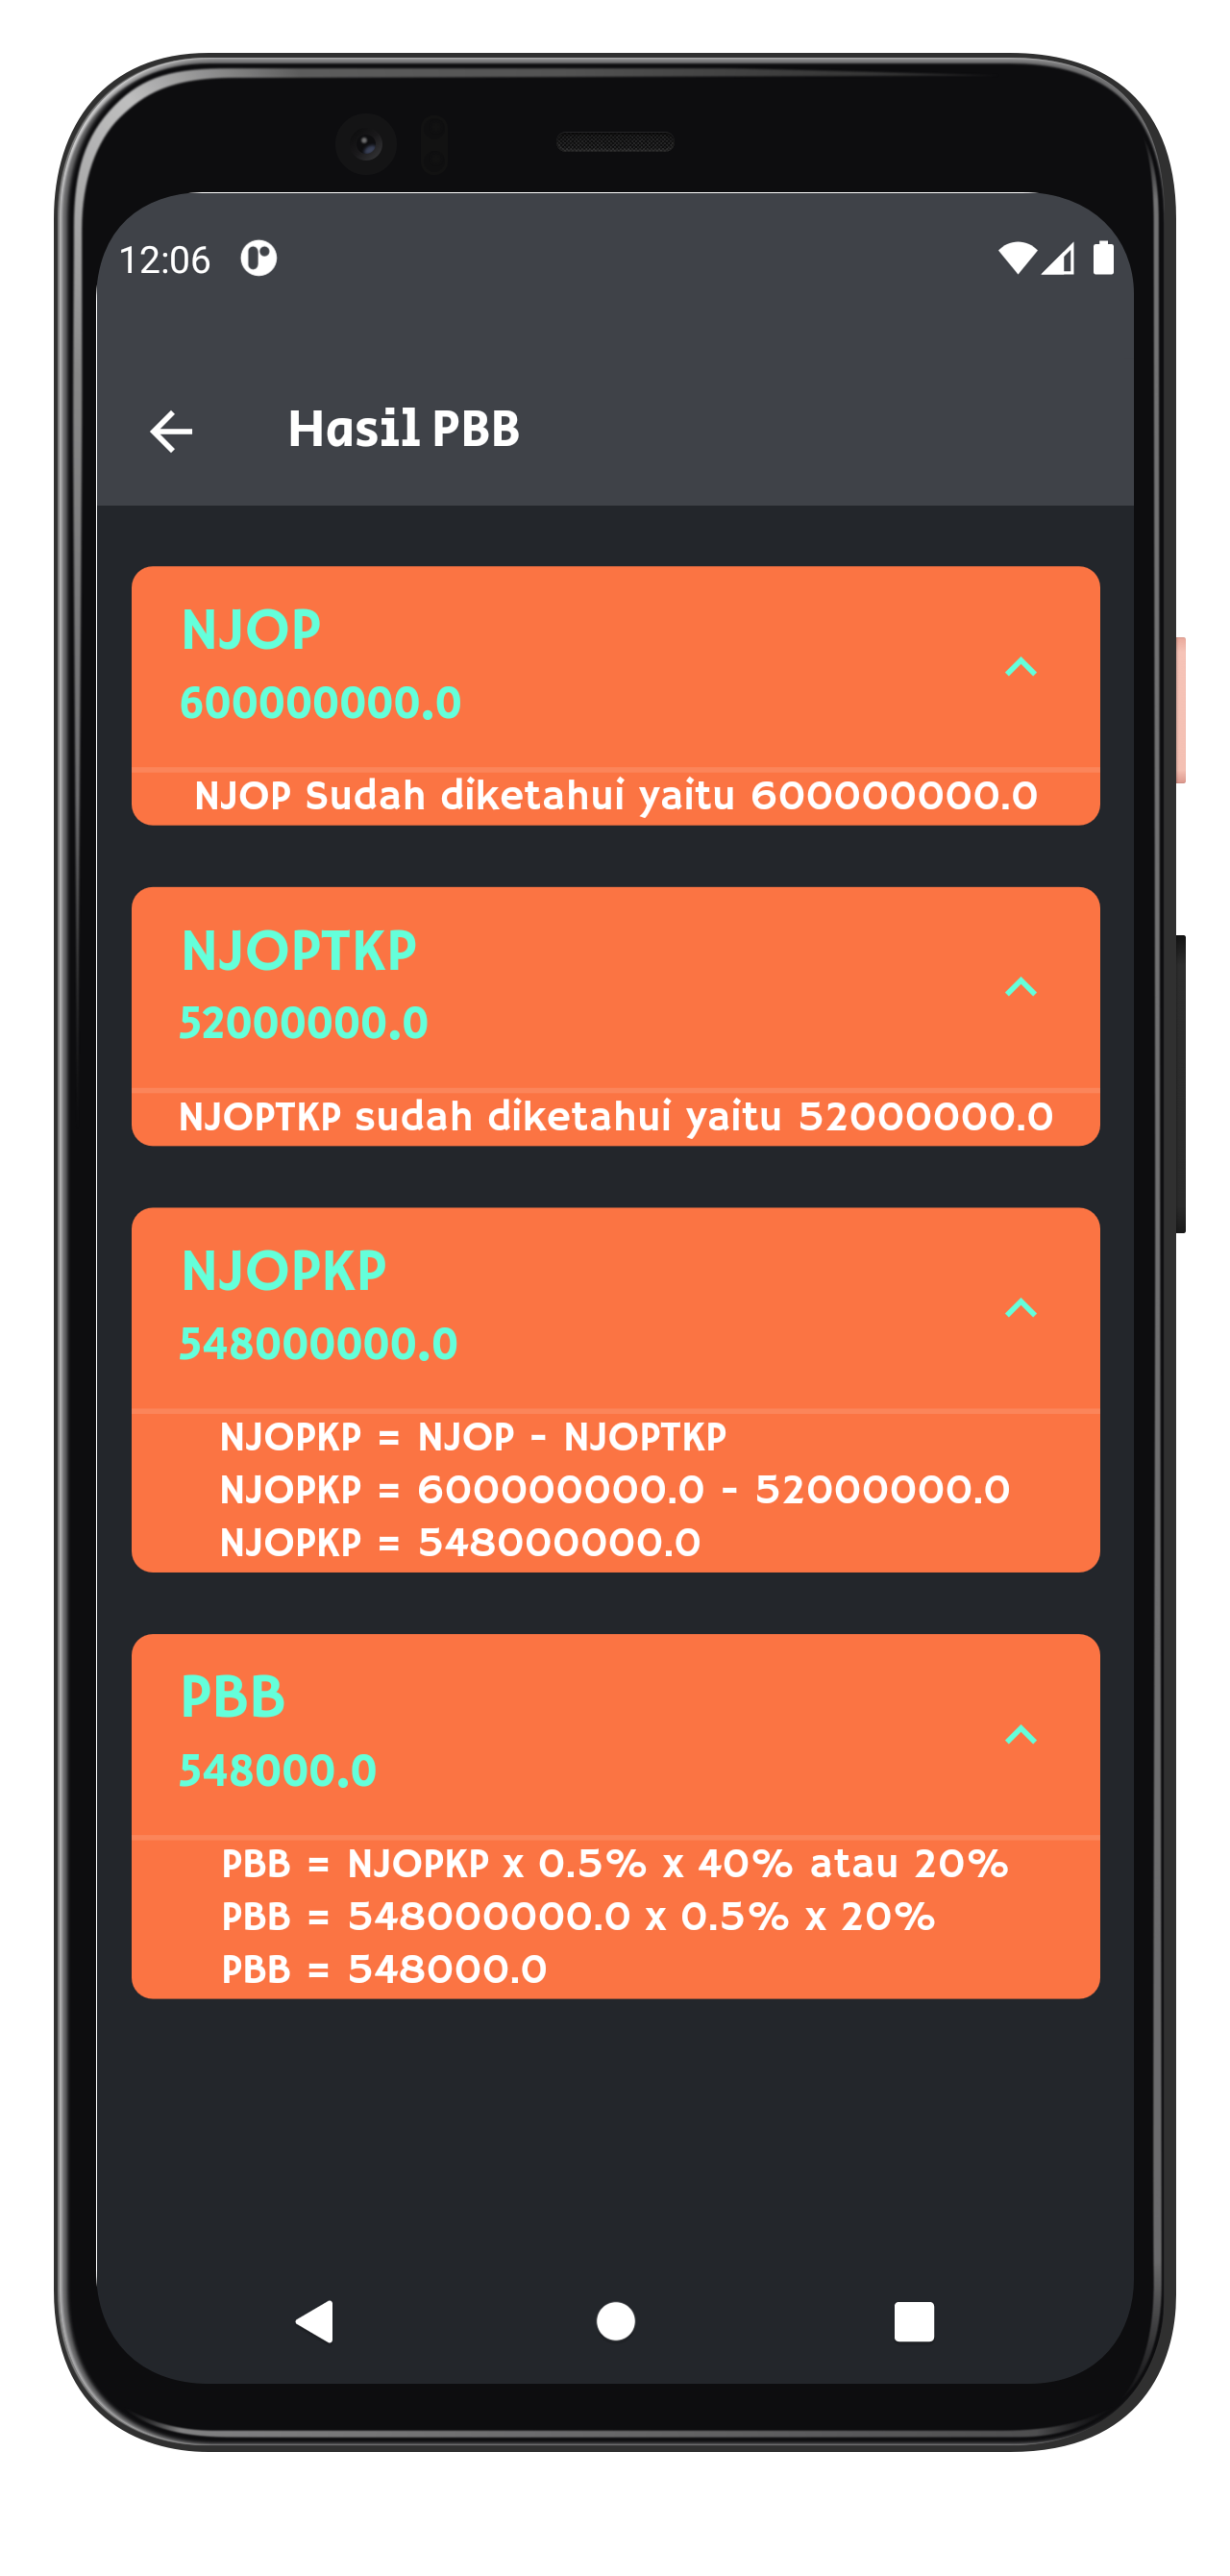 12:06
Hasil PBB
NJOP
600000000.0
NJOP Sudah diketahui yaitu 600000000.0
NJOPTKP
52000000.0
NJOPTKP sudah diketahui yaitu 52000000.0
NJOPKP
548000000.0
NJOPKP = NJOP - NJOPTKP
NJOPKP = 600000000.0 - 52000000.0
NJOPKP = 548000000.0
PBB
548000.0
PBB = NJOPKP x 0.5% x 40% atau 20%
PBB = 548000000.0 x 0.5% x 20%
PBB = 548000.0